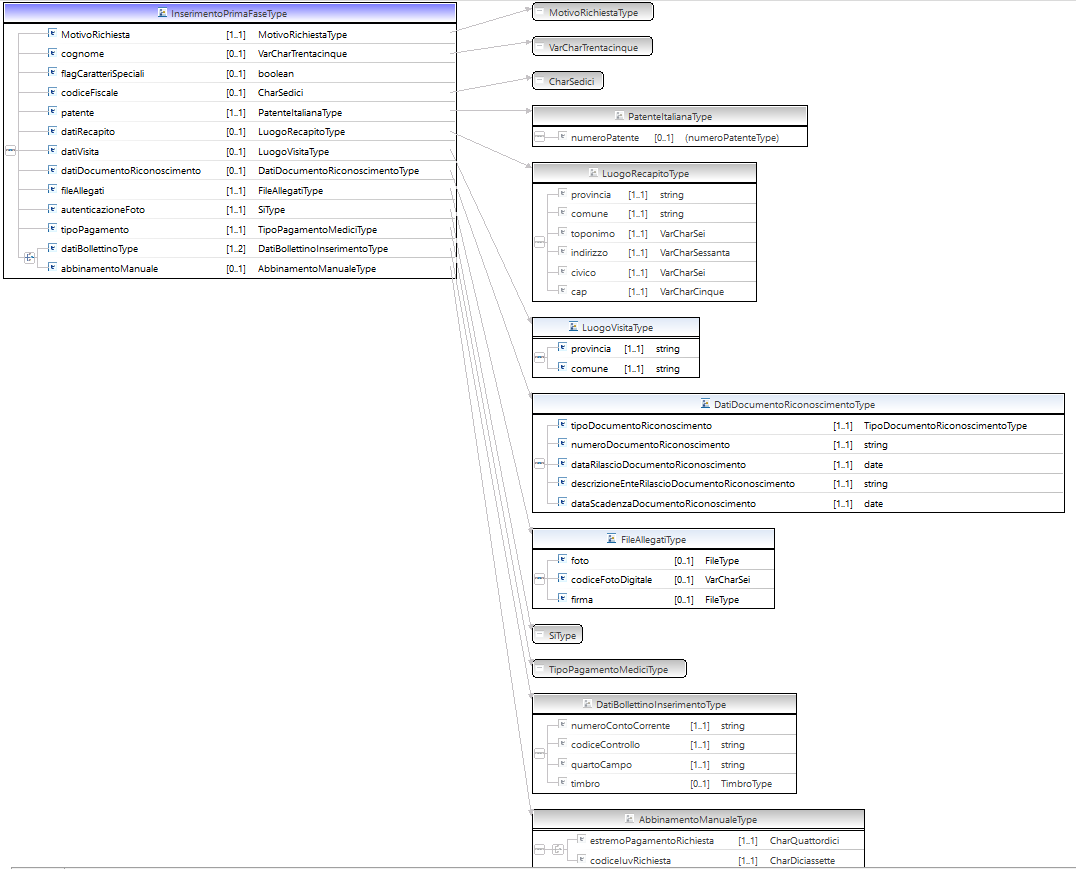 InserimentoPrimaFaseType
MotivoRichiesta [1..1] MotivoRichiestaType
cognome [0..1] VarCharTrentacinque
flagCaratteriSpeciali [0..1] boolean
codiceFiscale [0..1] CharSedici
patente [1..1] PatenteItalianaType
datiRecapito [0..1] LuogoRecapitoType
datiVisita [0..1] LuogoVisitaType
datiDocumentoRiconoscimento [0..1] DatiDocumentoRiconoscimentoType
fileAllegati [1..1] FileAllegatiType
autenticazioneFoto [1..1] SiType
tipoPagamento [1..1] TipoPagamentoMediciType
datiBollettinoType [1..2] DatiBollettinoInserimentoType
abbinamentoManuale [0..1] AbbinamentoManualeType
MotivoRichiestaType
VarCharTrentacinque
CharSedici
PatenteItalianaType
numeroPatente [0..1] (numeroPatenteType)
LuogoRecapitoType
provincia [1..1] string
comune [1..1] string
toponimo [1..1] VarCharSei
indirizzo [1..1] VarCharSessanta
civico [1..1] VarCharSei
cap [1..1] VarCharCinque
LuogoVisitaType
provincia [1..1] string
comune [1..1] string
DatiDocumentoRiconoscimentoType
tipoDocumentoRiconoscimento [1..1] TipoDocumentoRiconoscimentoType
numeroDocumentoRiconoscimento [1..1] string
dataRilascioDocumentoRiconoscimento [1..1] date
descrizioneEnteRilascioDocumentoRiconoscimento [1..1] string
dataScadenzaDocumentoRiconoscimento [1..1] date
FileAllegatiType
foto [0..1] FileType
codiceFotoDigitale [0..1] VarCharSei
firma [0..1] FileType
SiType
TipoPagamentoMediciType
DatiBollettinoInserimentoType
numeroContoCorrente [1..1] string
codiceControllo [1..1] string
quartoCampo [1..1] string
timbro [0..1] TimbroType
AbbinamentoManualeType
estremoPagamentoRichiesta [1..1] CharQuattordici
codiceIuvRichiesta [1..1] CharDiciassette